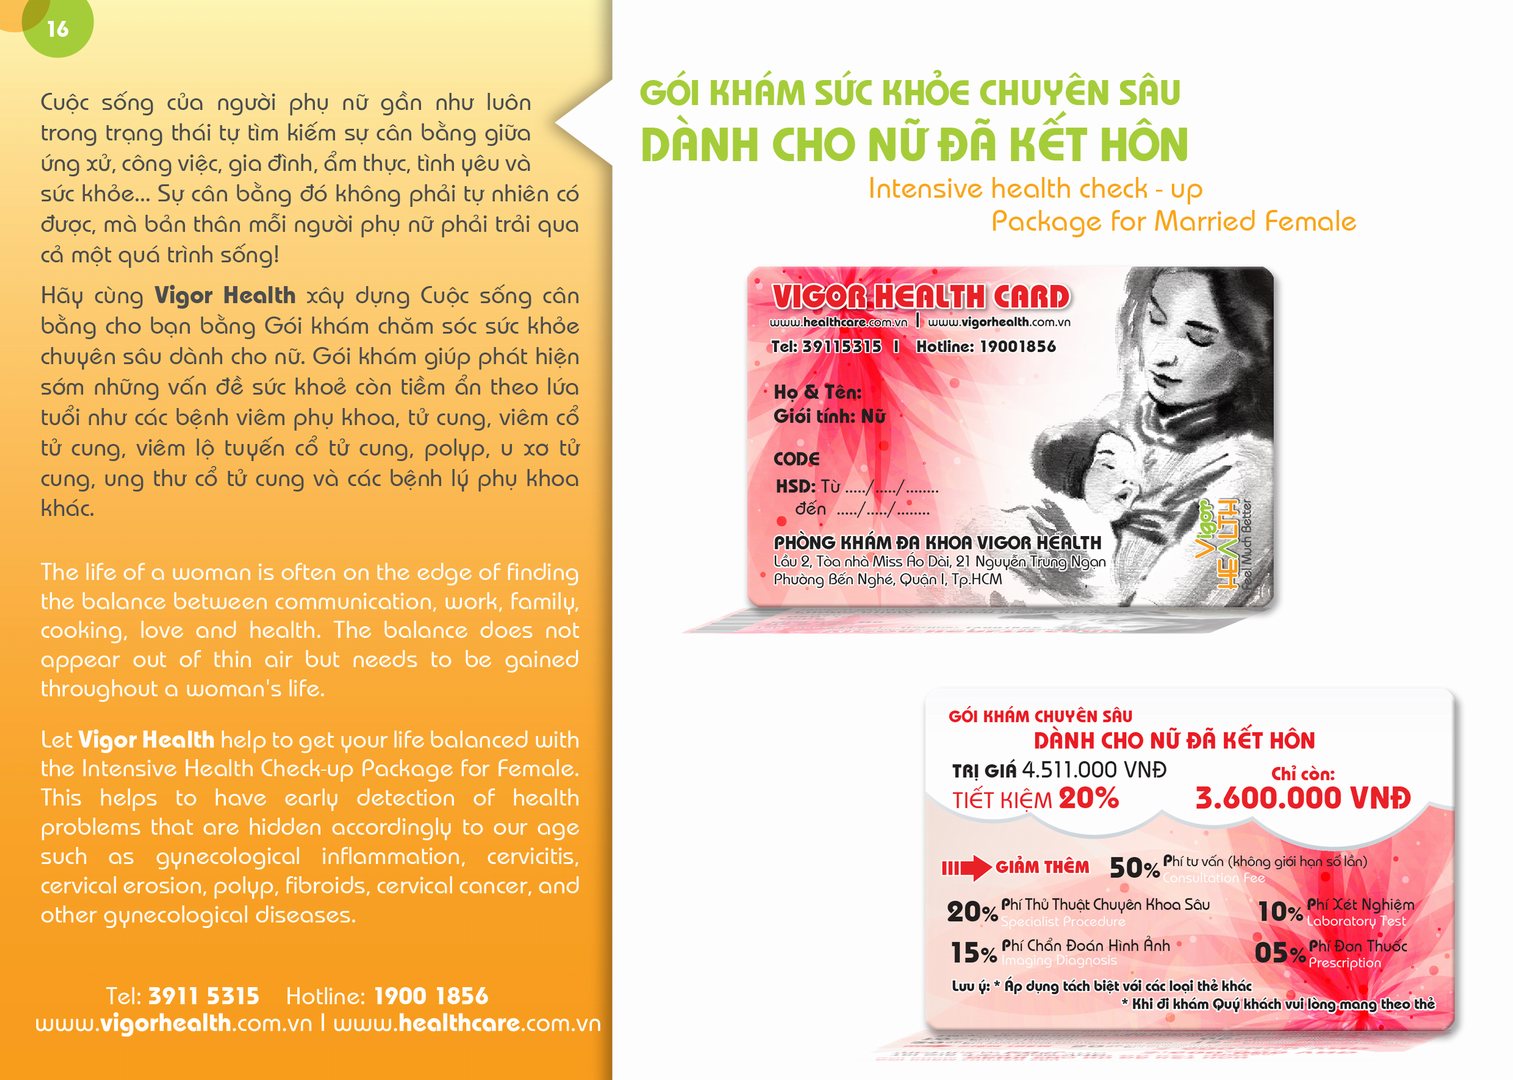 16
Cuộc sống của người phụ nữ gần như luôn
trong trạng thái tự tìm kiếm sự cân bằng giữa
ứng xử, công việc, gia đình, ẩm thực, tình yêu và
sức khỏe... Sự cân bằng đó không phải tự nhiên có
được, mà bản thân mỗi người phụ nữ phải trải qua
cả một quá trình sống!
Hãy cùng Vigor Health xây dựng Cuộc sống cân
bằng cho bạn bằng Gói khám chăm sóc sức khỏe
chuyên sâu dành cho nữ. Gói khám giúp phát hiện
sớm những vấn đề sức khoẻ còn tiềm ẩn theo lứa
tuổi như các bệnh viêm phụ khoa, tử cung, viêm cổ
tử cung, viêm lộ tuyến cổ tử cung, polyp, u xơ tử
cung, ung thư cổ tử cung và các bệnh lý phụ khoa
khác.
The life of a woman is often on the edge of finding
the balance between communication, work, family,
cooking, love and health. The balance does not
appear out of thin air but needs to be gained
throughout a woman's life.
Let Vigor Health help to get your life balanced with
the Intensive Health Check-up Package for Female.
This helps to have early detection of health
problems that are hidden accordingly to our age
such as gynecological inflammation, cervicitis,
cervical erosion, polyp, fibroids, cervical cancer, and
other gynecological diseases.
Tel: 3911 5315 Hotline: 1900 1856
www.vigorhealth.com.vn | www.healthcare.com.vn
GÓI KHÁM SỨC KHỎE CHUYÊN SÂU
DÀNH CHO NỮ ĐÃ KẾT HÔN
Intensive health check - up
Package for Married Female
VIGOR HEALTH CARD
www.healthcare.com.vn | www.vigorhealth.com.vn
Tel: 39115315 | Hotline: 19001856
Họ & Tên:
Giới tính: Nữ
CODE
HSD: Từ ...../...../........
đến ...../...../........
PHÒNG KHÁM ĐA KHOA VIGOR HEALTH
Lầu 2, Tòa nhà Miss Áo Dài, 21 Nguyễn Trung Ngạn
Phường Bến Nghé, Quận I, Tp.HCM
Vigor
HEALTH
Feel Much Better
GÓI KHÁM CHUYÊN SÂU
DÀNH CHO NỮ ĐÃ KẾT HÔN
TRỊ GIÁ 4.511.000 VNĐ
TIẾT KIỆM 20%
Chỉ còn:
3.600.000 VNĐ
GIẢM THÊM 50% Phí tư vấn (không giới hạn số lần)
Consultation Fee
20% Phí Thủ Thuật Chuyên Khoa Sâu
Specialist Procedure
10% Phí Xét Nghiệm
Laboratory Test
15% Phí Chẩn Đoán Hình Ảnh
Imaging Diagnosis
05% Phí Đơn Thuốc
Prescription
Lưu ý: * Áp dụng tách biệt với các loại thẻ khác
* Khi đi khám Quý khách vui lòng mang theo thẻ